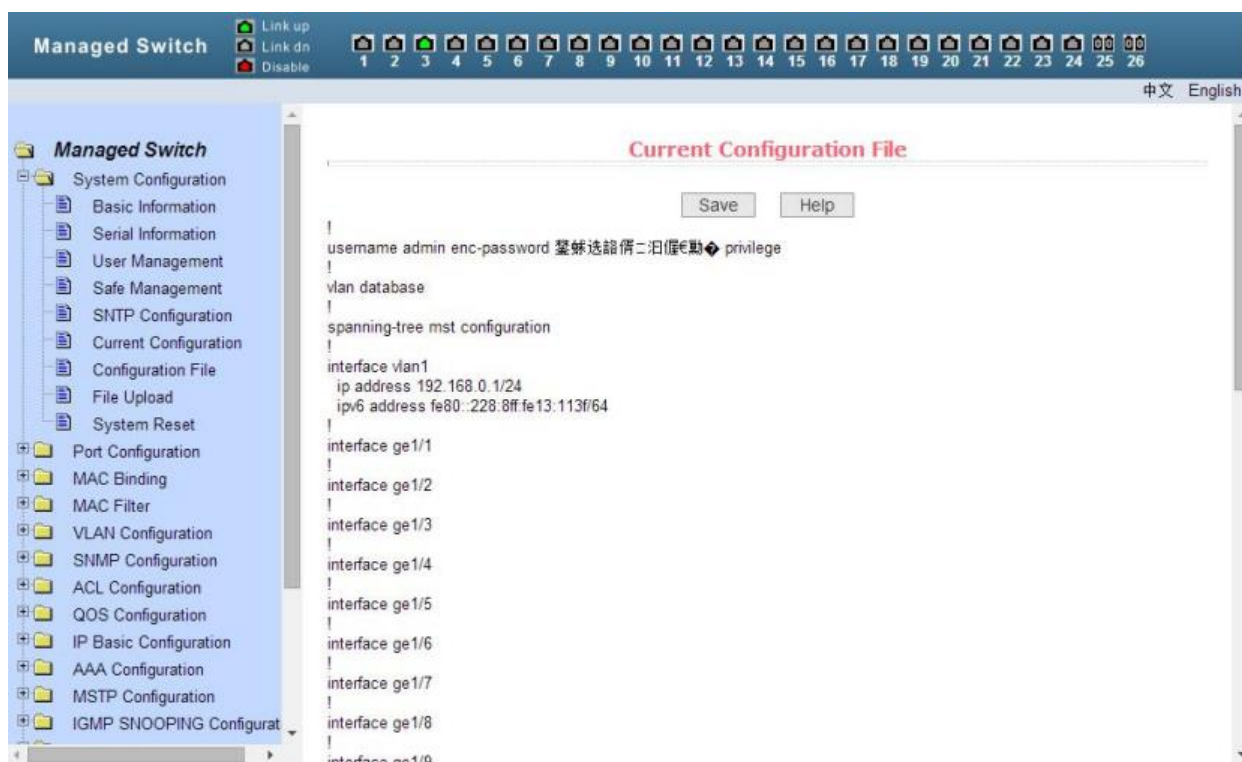 Managed Switch
Link up
Link dn
Disable
1 2 3 4 5 6 7 8 9 10 11 12 13 14 15 16 17 18 19 20 21 22 23 24 25 26
中文 English
Managed Switch
System Configuration
Basic Information
Serial Information
User Management
Safe Management
SNTP Configuration
Current Configuration
Configuration File
File Upload
System Reset
Port Configuration
MAC Binding
MAC Filter
VLAN Configuration
SNMP Configuration
ACL Configuration
QOS Configuration
IP Basic Configuration
AAA Configuration
MSTP Configuration
IGMP SNOOPING Configurat
Current Configuration File
Save Help
!
username admin enc-password privilege
!
vlan database
!
spanning-tree mst configuration
!
interface vlan1
ip address 192.168.0.1/24
ipv6 address fe80::228:8ff:fe13:113f/64
!
interface ge1/1
!
interface ge1/2
!
interface ge1/3
!
interface ge1/4
!
interface ge1/5
!
interface ge1/6
!
interface ge1/7
!
interface ge1/8
!
interface ge1/9